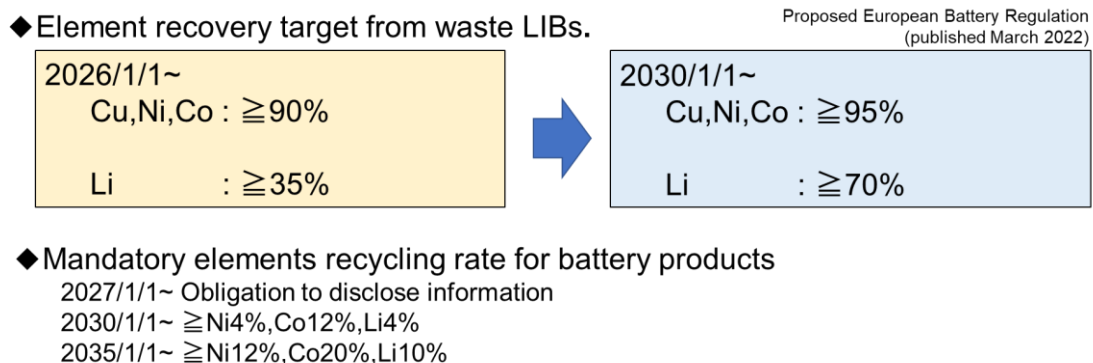 ◆Element recovery target from waste LIBs.
Proposed European Battery Regulation
(published March 2022)
2026/1/1~
Cu,Ni,Co : ≧90%
Li : ≧35%
2030/1/1~
Cu,Ni,Co : ≧95%
Li : ≧70%
◆Mandatory elements recycling rate for battery products
2027/1/1~ Obligation to disclose information
2030/1/1~ ≧Ni4%,Co12%,Li4%
2035/1/1~ ≧Ni12%,Co20%,Li10%